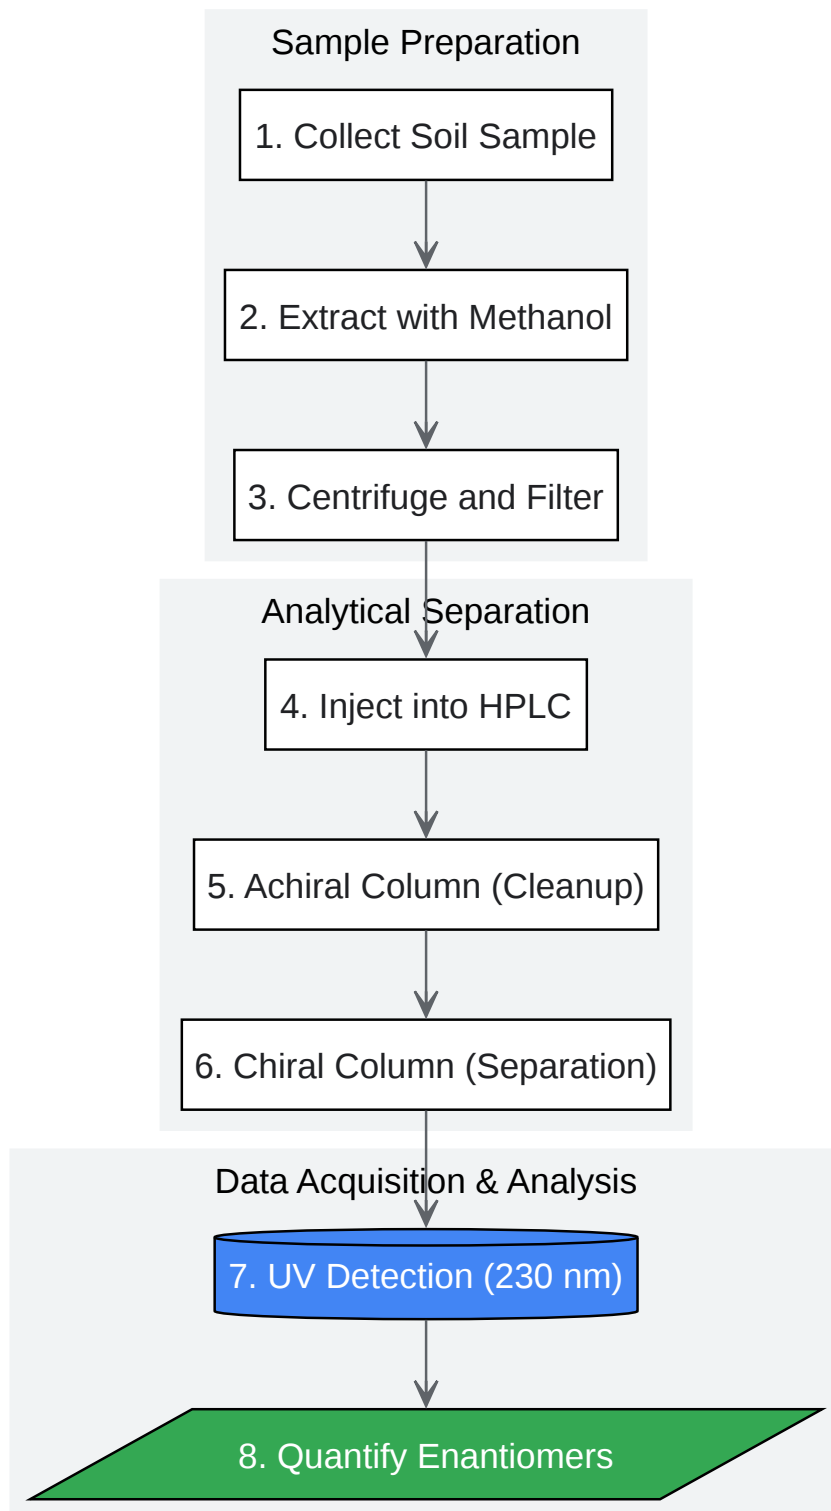 Sample Preparation
1. Collect Soil Sample
2. Extract with Methanol
3. Centrifuge and Filter
Analytical Separation
4. Inject into HPLC
5. Achiral Column (Cleanup)
6. Chiral Column (Separation)
Data Acquisition & Analysis
7. UV Detection (230 nm)
8. Quantify Enantiomers